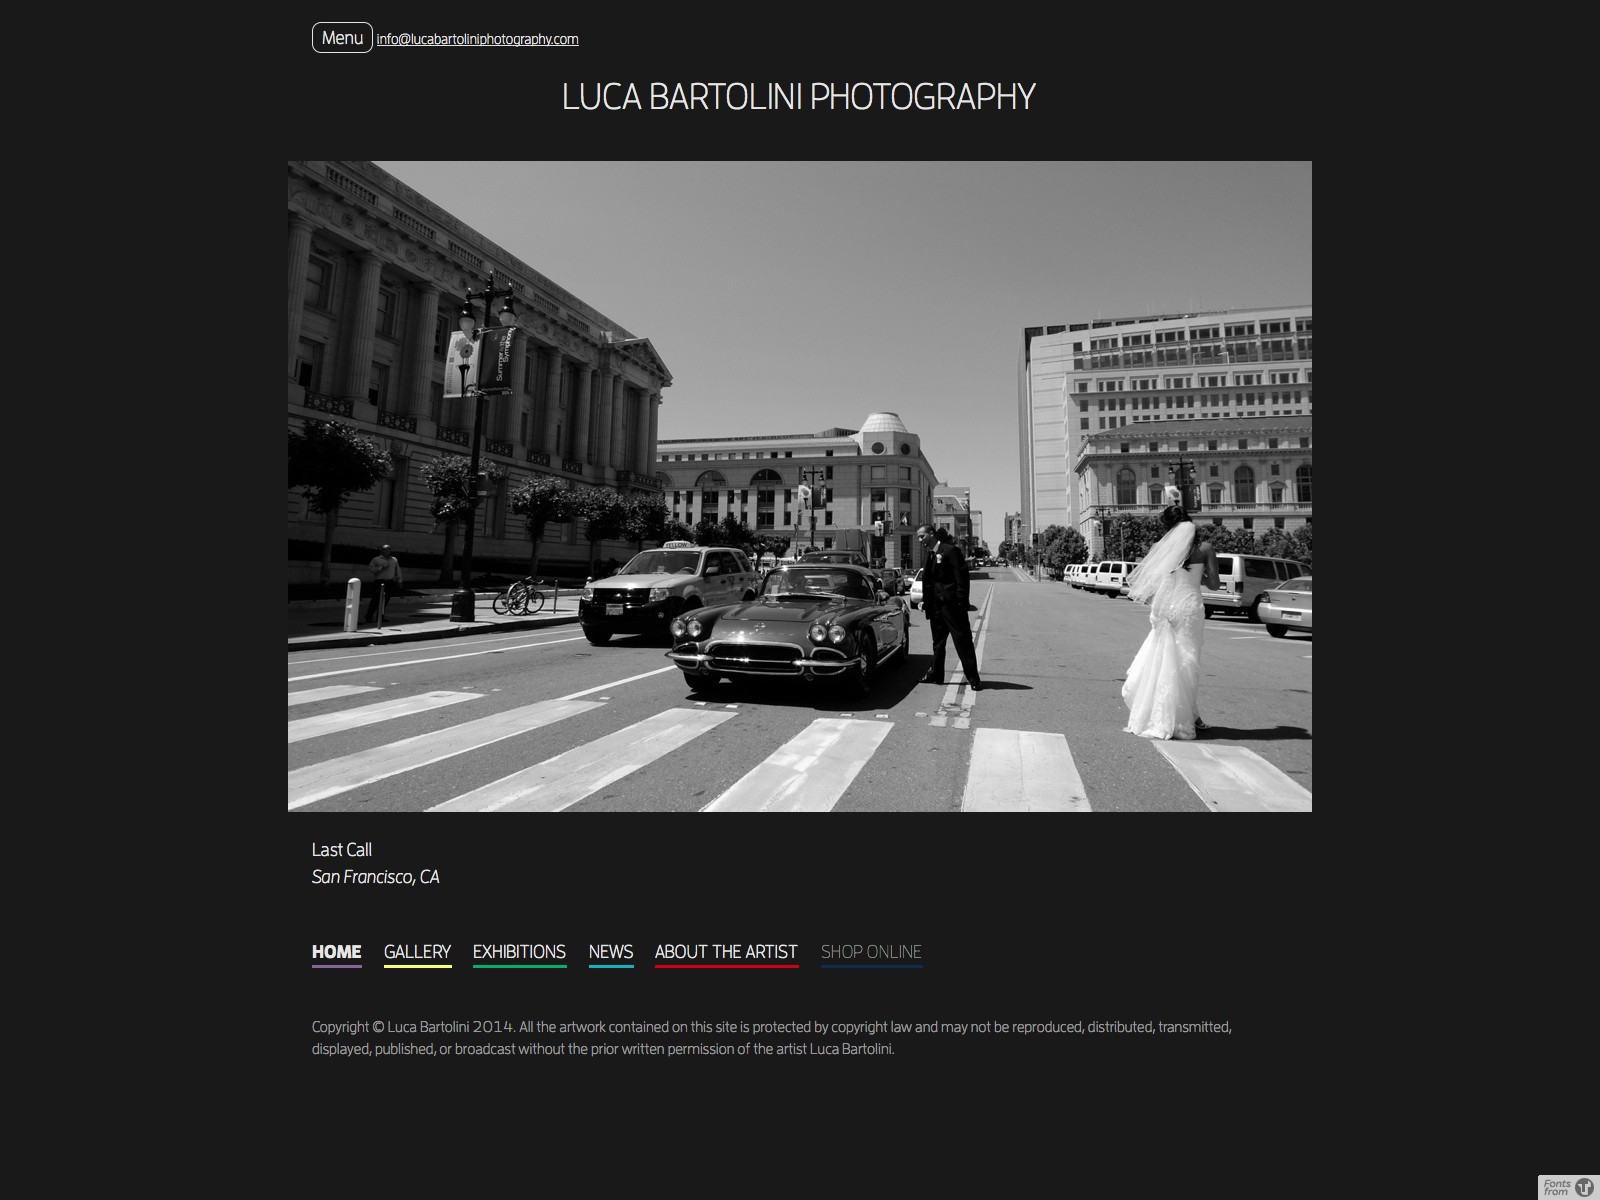 Menu info@lucabartoliniphotography.com
LUCA BARTOLINI PHOTOGRAPHY
Summer & the
Symphony
YELLOW
Last Call
San Francisco, CA
HOME GALLERY EXHIBITIONS NEWS ABOUT THE ARTIST SHOP ONLINE
Copyright © Luca Bartolini 2014. All the artwork contained on this site is protected by copyright law and may not be reproduced, distributed, transmitted,
displayed, published, or broadcast without the prior written permission of the artist Luca Bartolini.
Fonts
from